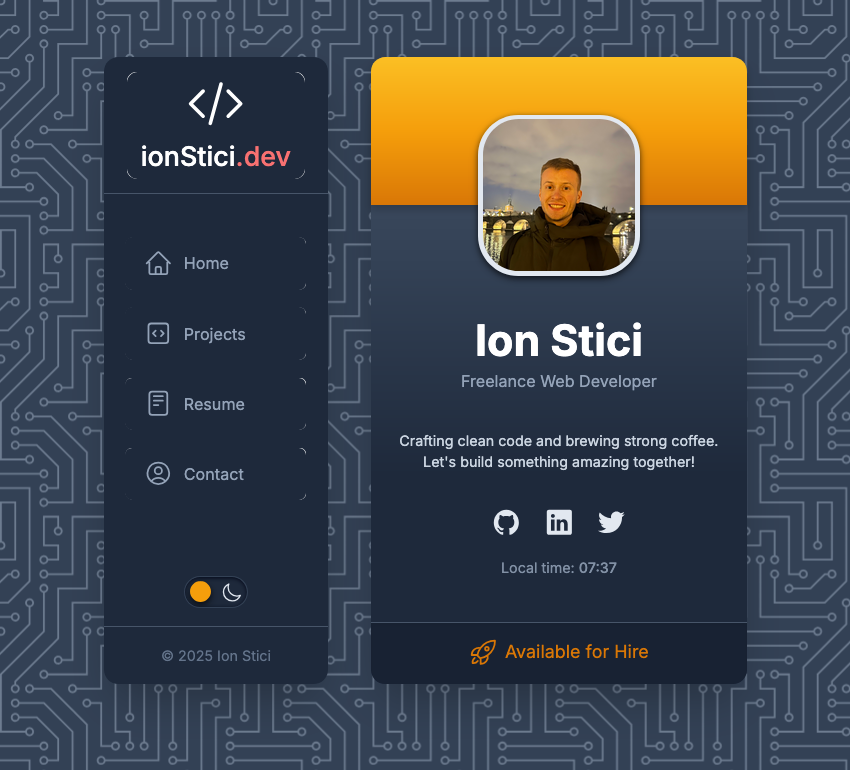 </>
ionStici.dev
Home
Projects
Resume
Contact
© 2025 Ion Stici
Ion Stici
Freelance Web Developer
Crafting clean code and brewing strong coffee.
Let's build something amazing together!
in
Local time: 07:37
Available for Hire